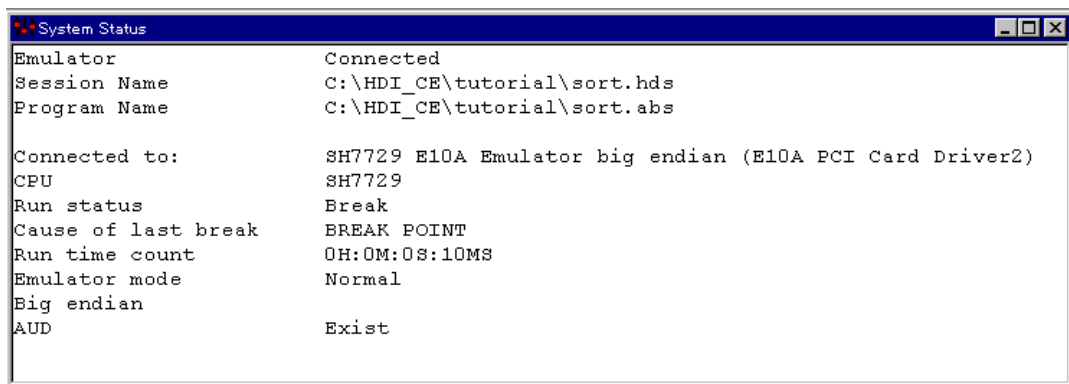 System Status
Emulator Connected
Session Name C:\HDI_CE\tutorial\sort.hds
Program Name C:\HDI_CE\tutorial\sort.abs
Connected to: SH7729 E10A Emulator big endian (E10A PCI Card Driver2)
CPU SH7729
Run status Break
Cause of last break BREAK POINT
Run time count 0H:0M:0S:10MS
Emulator mode Normal
Big endian
AUD Exist